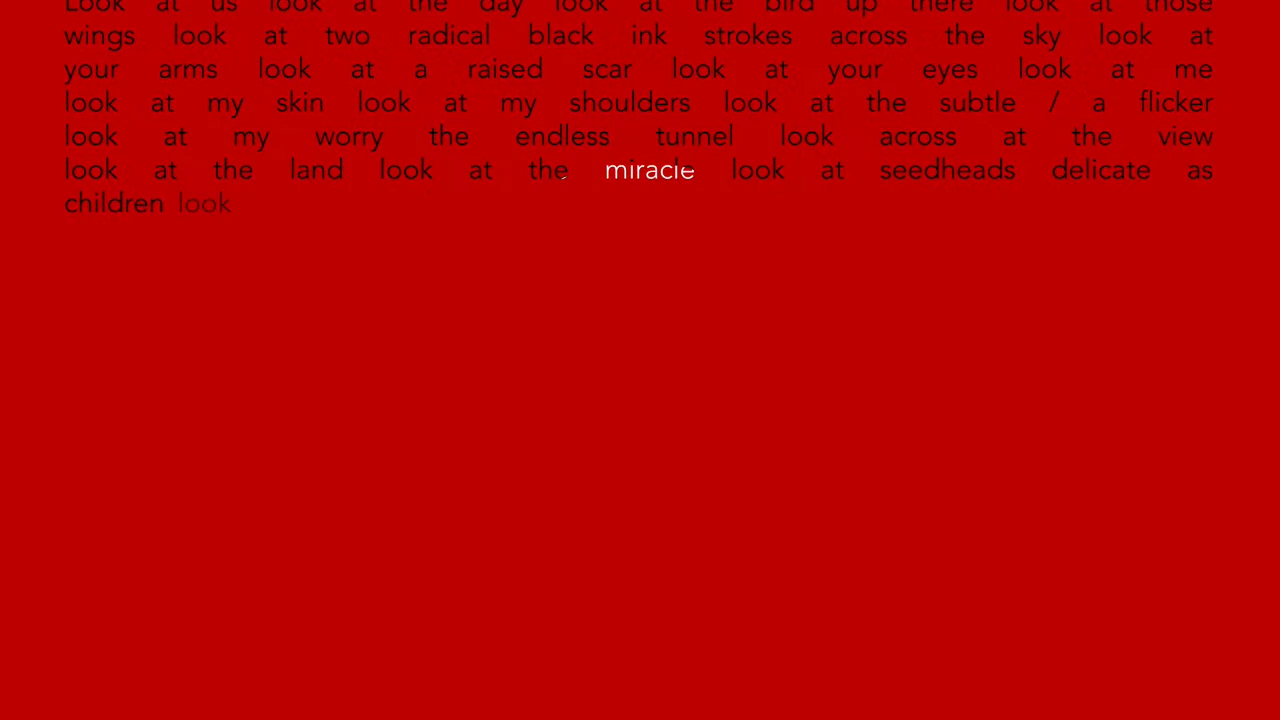 Look at us look at the day look at the bird up there look at those
wings look at two radical black ink strokes across the sky look at
your arms look at a raised scar look at your eyes look at me
look at my skin look at my shoulders look at the subtle / a flicker
look at my worry the endless tunnel look across at the view
look at the land look at the miracle look at seedheads delicate as
children look